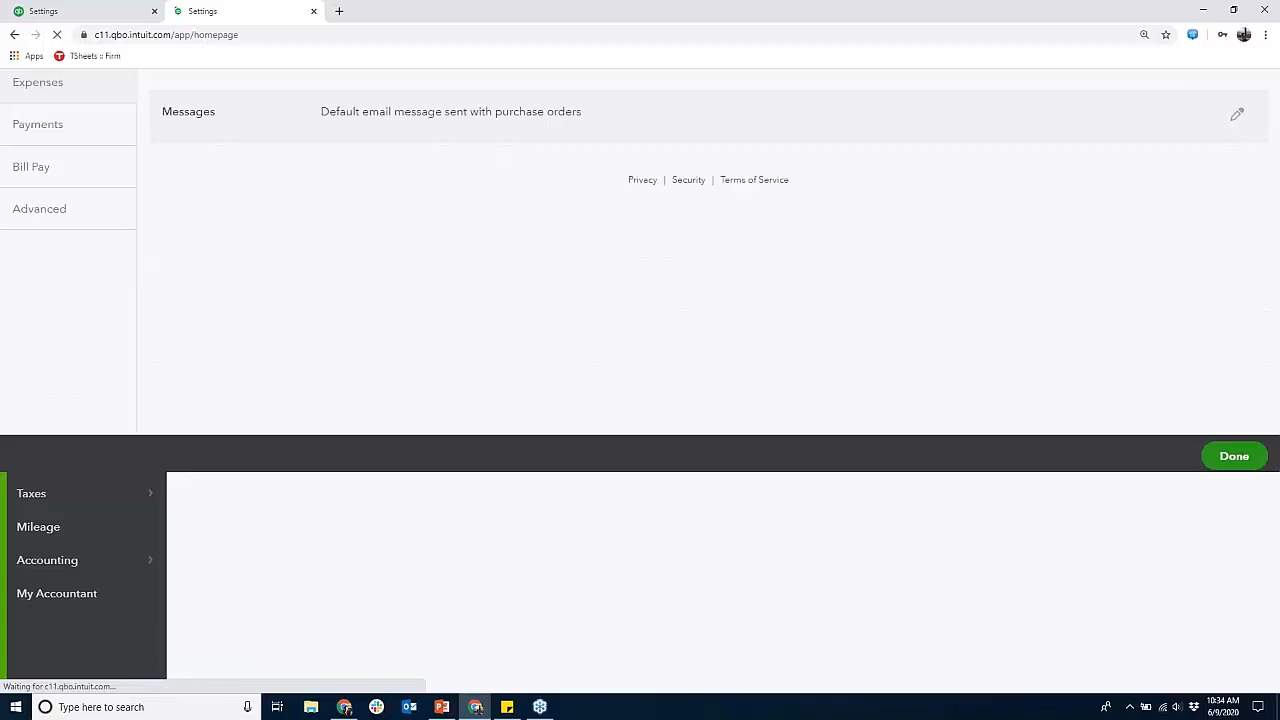 Settings
Settings
c11.qbo.intuit.com/app/homepage
Apps
TSheets :: Firm
Expenses
Messages
Default email message sent with purchase orders
Payments
Bill Pay
Privacy | Security | Terms of Service
Advanced
Done
Taxes
Mileage
Accounting
My Accountant
Waiting for c11.qbo.intuit.com...
Type here to search
10:34 AM
6/9/2020